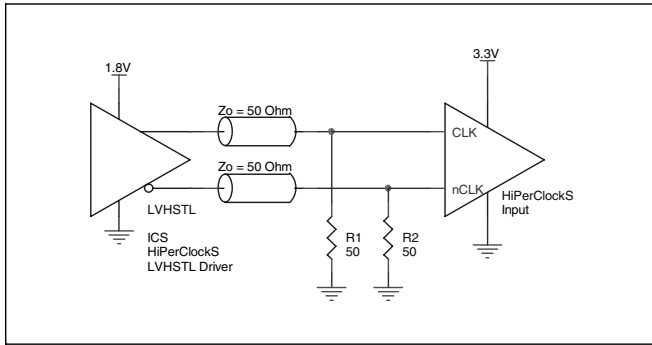 1.8V
3.3V
Zo = 50 Ohm
CLK
Zo = 50 Ohm
nCLK
HiPerClockS
Input
LVHSTL
ICS
HiPerClockS
LVHSTL Driver
R1
50
R2
50